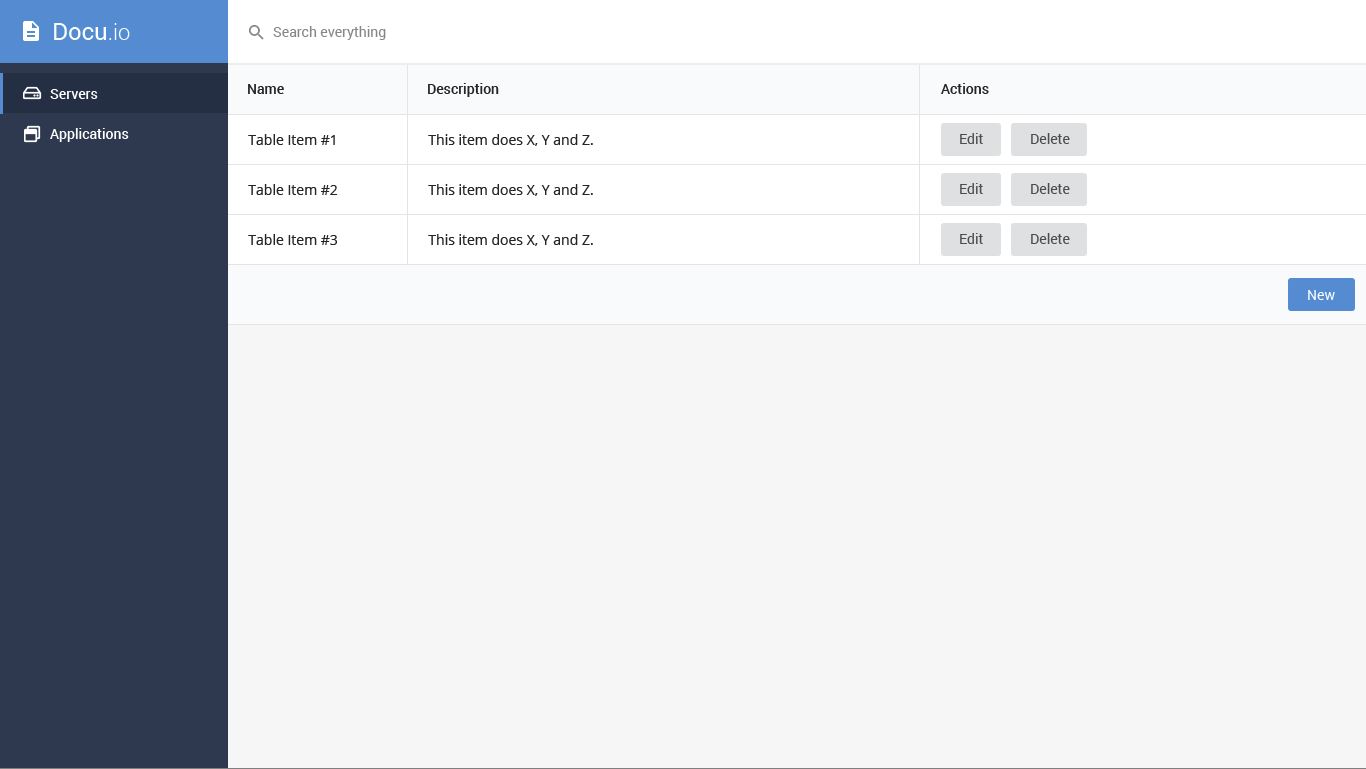 Docu.io
Search everything
Servers
Applications
Name Description Actions
Table Item #1 This item does X, Y and Z. Edit Delete
Table Item #2 This item does X, Y and Z. Edit Delete
Table Item #3 This item does X, Y and Z. Edit Delete
New